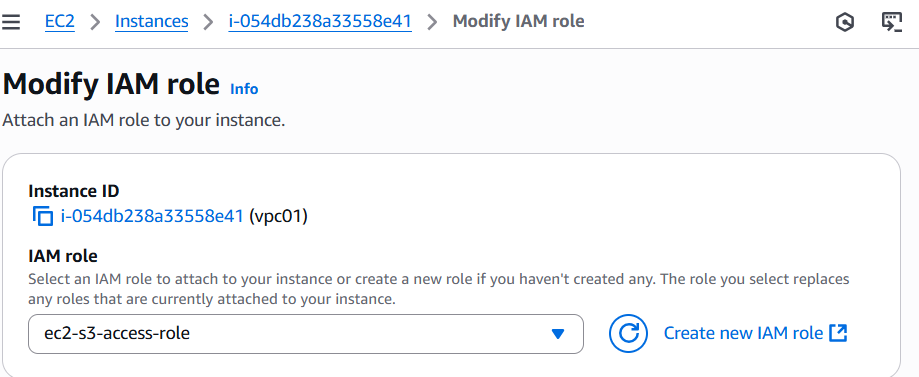 EC2 > Instances > i-054db238a33558e41 > Modify IAM role
Modify IAM role Info
Attach an IAM role to your instance.
Instance ID
i-054db238a33558e41 (vpc01)
IAM role
Select an IAM role to attach to your instance or create a new role if you haven't created any. The role you select replaces
any roles that are currently attached to your instance.
ec2-s3-access-role
Create new IAM role